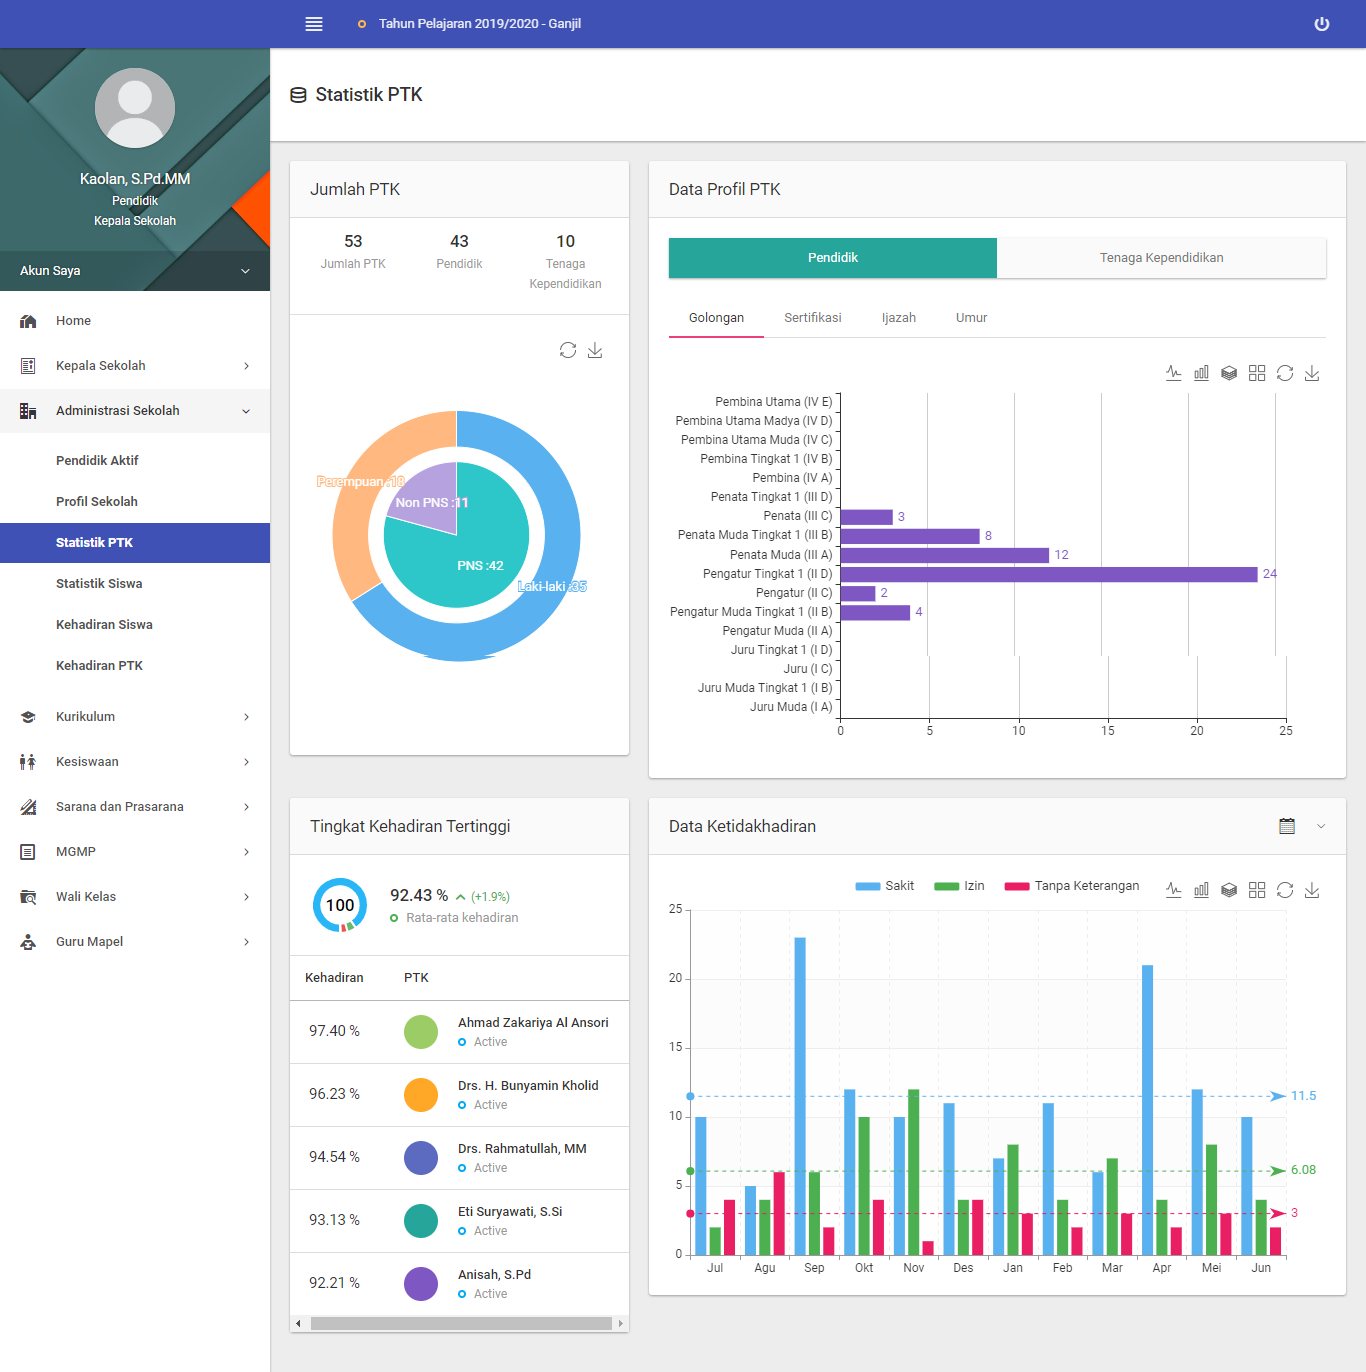 Tahun Pelajaran 2019/2020 - Ganjil
Kaolan, S.Pd.MM
Pendidik
Kepala Sekolah
Akun Saya
Home
Kepala Sekolah
Administrasi Sekolah
Pendidik Aktif
Profil Sekolah
Statistik PTK
Statistik Siswa
Kehadiran Siswa
Kehadiran PTK
Kurikulum
Kesiswaan
Sarana dan Prasarana
MGMP
Wali Kelas
Guru Mapel
Statistik PTK
Jumlah PTK
53 43 10
Jumlah PTK Pendidik Tenaga
Kependidikan
Perempuan :18
Non PNS :11
PNS :42
Laki-laki :35
Data Profil PTK
Pendidik Tenaga Kependidikan
Golongan Sertifikasi Ijazah Umur
Pembina Utama (IV E)
Pembina Utama Madya (IV D)
Pembina Utama Muda (IV C)
Pembina Tingkat 1 (IV B)
Pembina (IV A)
Penata Tingkat 1 (III D)
Penata (III C) 3
Penata Muda Tingkat 1 (III B) 8
Penata Muda (III A) 12
Pengatur Tingkat 1 (II D) 24
Pengatur (II C) 2
Pengatur Muda Tingkat 1 (II B) 4
Pengatur Muda (II A)
Juru Tingkat 1 (I D)
Juru (I C)
Juru Muda Tingkat 1 (I B)
Juru Muda (I A)
0 5 10 15 20 25
Tingkat Kehadiran Tertinggi
100
92.43 % (+1.9%)
Rata-rata kehadiran
Kehadiran PTK
97.40 % Ahmad Zakariya Al Ansori
Active
96.23 % Drs. H. Bunyamin Kholid
Active
94.54 % Drs. Rahmatullah, MM
Active
93.13 % Eti Suryawati, S.Si
Active
92.21 % Anisah, S.Pd
Active
Data Ketidakhadiran
Sakit Izin Tanpa Keterangan
25
20
15
10
5
0
11.5
6.08
3
Jul Agu Sep Okt Nov Des Jan Feb Mar Apr Mei Jun